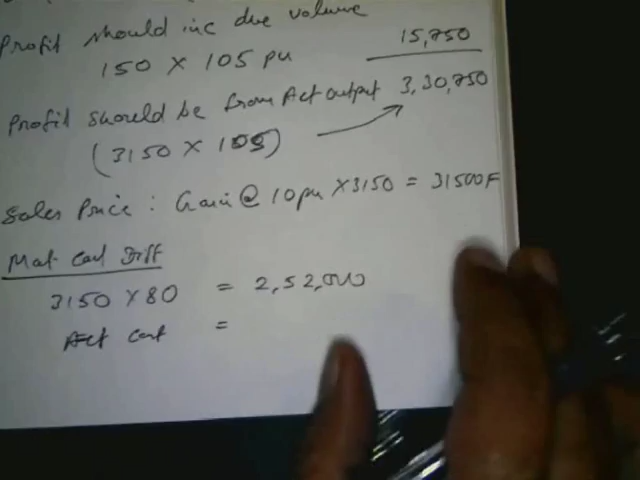 Profit should inc due volume
150 X 105 pu 15,750
Profit should be from Act output 3,30,750
(3150 X 105)
Sales Price : Gain @ 10 pu X 3150 = 31500 F
Mat Cost Diff
3150 X 80 = 2,52,000
Act Cost =